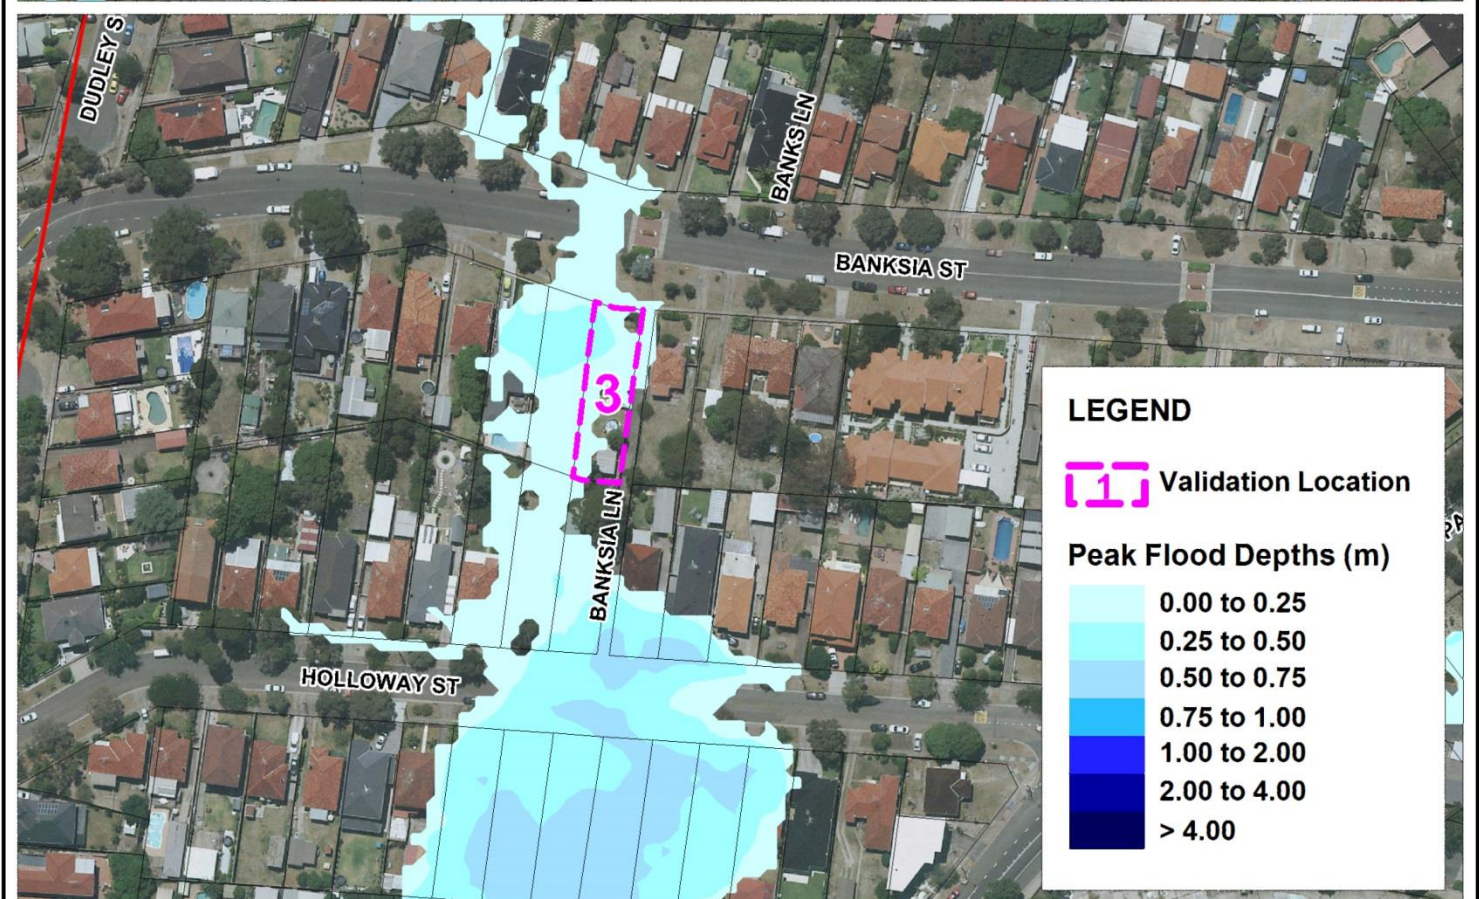 DUDLEY S
BANKS LN
BANKSIA ST
3
BANKSIA LN
HOLLOWAY ST
LEGEND
1 Validation Location
Peak Flood Depths (m)
0.00 to 0.25
0.25 to 0.50
0.50 to 0.75
0.75 to 1.00
1.00 to 2.00
2.00 to 4.00
> 4.00
PA